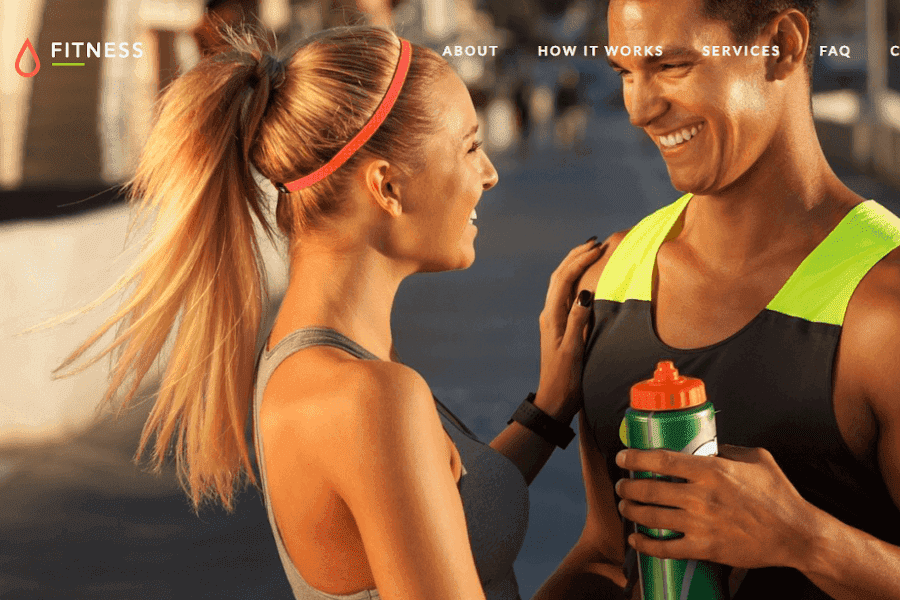 FITNESS
ABOUT
HOW IT WORKS
SERVICES
FAQ
C